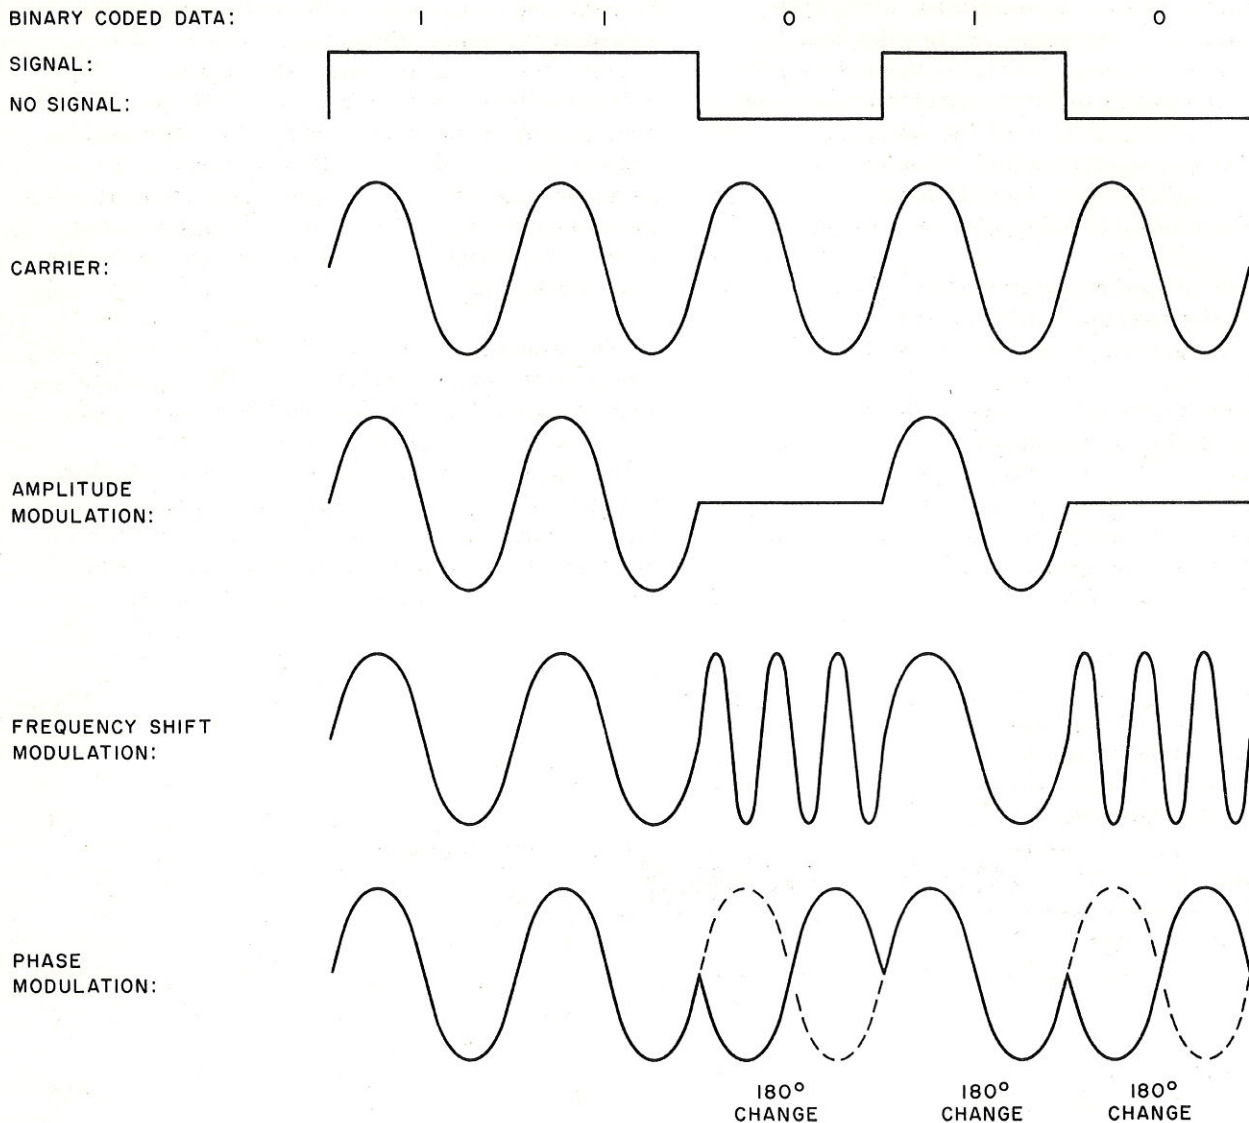 BINARY CODED DATA: 1 1 0 1 0
SIGNAL:
NO SIGNAL:
CARRIER:
AMPLITUDE
MODULATION:
FREQUENCY SHIFT
MODULATION:
PHASE
MODULATION:
180° 180° 180°
CHANGE CHANGE CHANGE